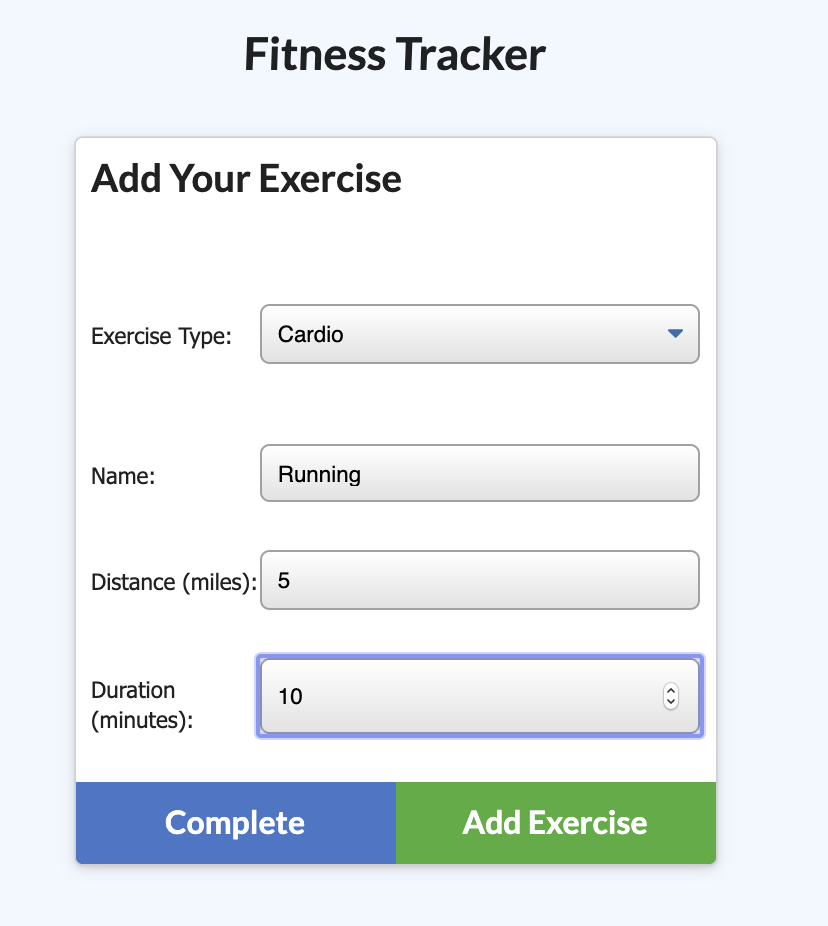 Fitness Tracker
Add Your Exercise
Exercise Type: Cardio
Name: Running
Distance (miles): 5
Duration
(minutes): 10
Complete Add Exercise